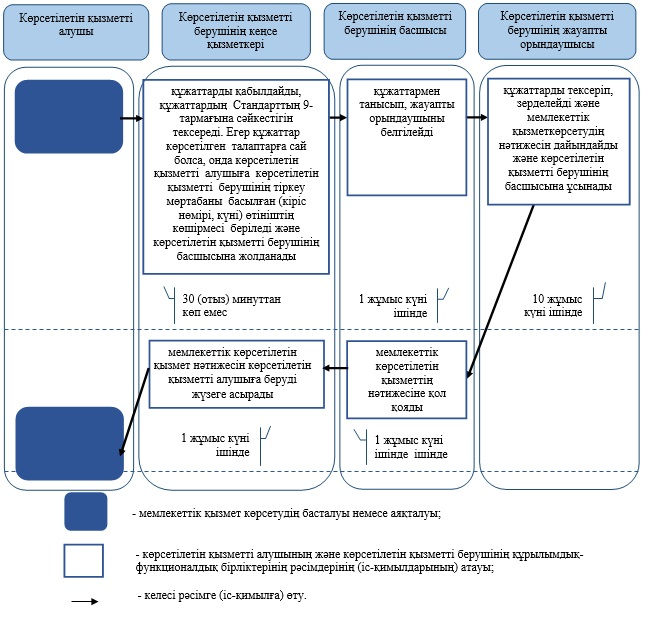 Көрсетілетін қызметті
алушы
Көрсетілетін қызметті
берушінің кеңсе
қызметкері
Көрсетілетін қызметті
берушінің басшысы
Көрсетілетін қызметті
берушінің жауапты
орындаушысы
құжаттарды қабылдайды,
құжаттардың Стандарттың 9-
тармағына сәйкестігін
тексереді. Егер құжаттар
көрсетілген талаптарға сай
болса, онда көрсетілетін
қызметті алушыға көрсетілетін
қызметті берушінің тіркеу
мөртабаны басылған (кіріс
нөмірі, күні) өтініштің
көшірмесі беріледі және
көрсетілетін қызметті берушінің
басшысына жолданады
құжаттармен
танысып, жауапты
орындаушыны
белгілейді
құжаттарды тексеріп,
зерделейді және
мемлекеттік
қызметкөрсетудің
нәтижесін дайындайды
және көрсетілетін
қызметті берушінің
басшысына ұсынады
30 (отыз) минуттан
көп емес
1 жұмыс күні
ішінде
10 жұмыс
күні ішінде
мемлекеттік көрсетілетін
қызмет нәтижесін көрсетілетін
қызметті алушыға беруді
жүзеге асырады
мемлекеттік
көрсетілетін
қызметтің
нәтижесіне қол
қояды
1 жұмыс күні
ішінде
1 жұмыс күні
ішінде ішінде
- мемлекеттік қызмет көрсетудің басталуы немесе аяқталуы;
- көрсетілетін қызметті алушының және көрсетілетін қызметті берушінің құрылымдық-
функционалдық бірліктерінің рәсімдерінің (іс-қимылдарының) атауы;
- келесі рәсімге (іс-қимылға) өту.